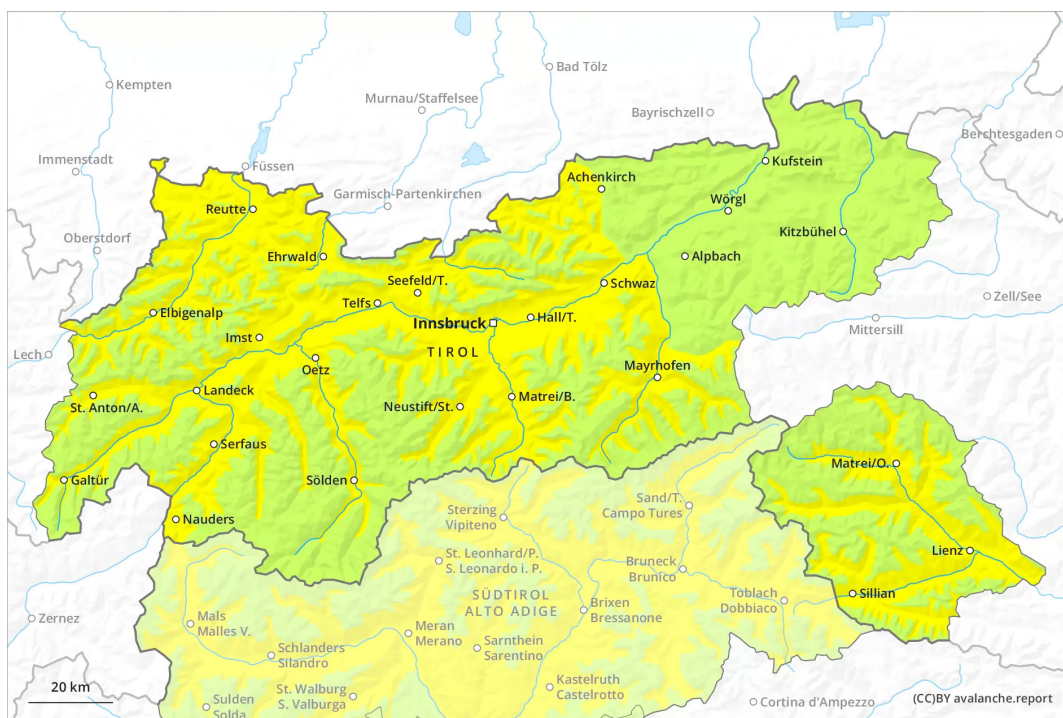 Kempten
Bad Tölz
Murnau/Staffelsee
Bayrischzell
Berchtesgaden
Immenstadt
Füssen
Kufstein
Achenkirch
Garmisch-Partenkirchen
Reutte
Wörgl
Oberstdorf
Kitzbühel
Ehrwald
Alpbach
Seefeld/T.
Schwaz
Zell/See
Telfs
Elbigenalp
Hall/T.
Innsbruck
Mittersill
Imst
Lech
TIROL
Oetz
Mayrhofen
Landeck
St. Anton/A.
Matrei/B.
Neustift/St.
Serfaus
Matrei/O.
Galtür
Sölden
Sand/T.
Campo Tures
Sterzing
Vipiteno
Nauders
Lienz
St. Leonhard/P.
S. Leonardo i. P.
Bruneck
Brunico
SÜDTIROL
ALTO ADIGE
Sillian
Toblach
Dobbiaco
Brixen
Bressanone
Zernez
Mals
Malles V.
Meran
Merano
Schlanders
Silandro
Sarnthein
Sarentino
Kastelruth
Castelrotto
20 km
St. Walburg
S. Valburga
Sulden
Solda
Cortina d'Ampezzo
(CC)BY avalanche.report